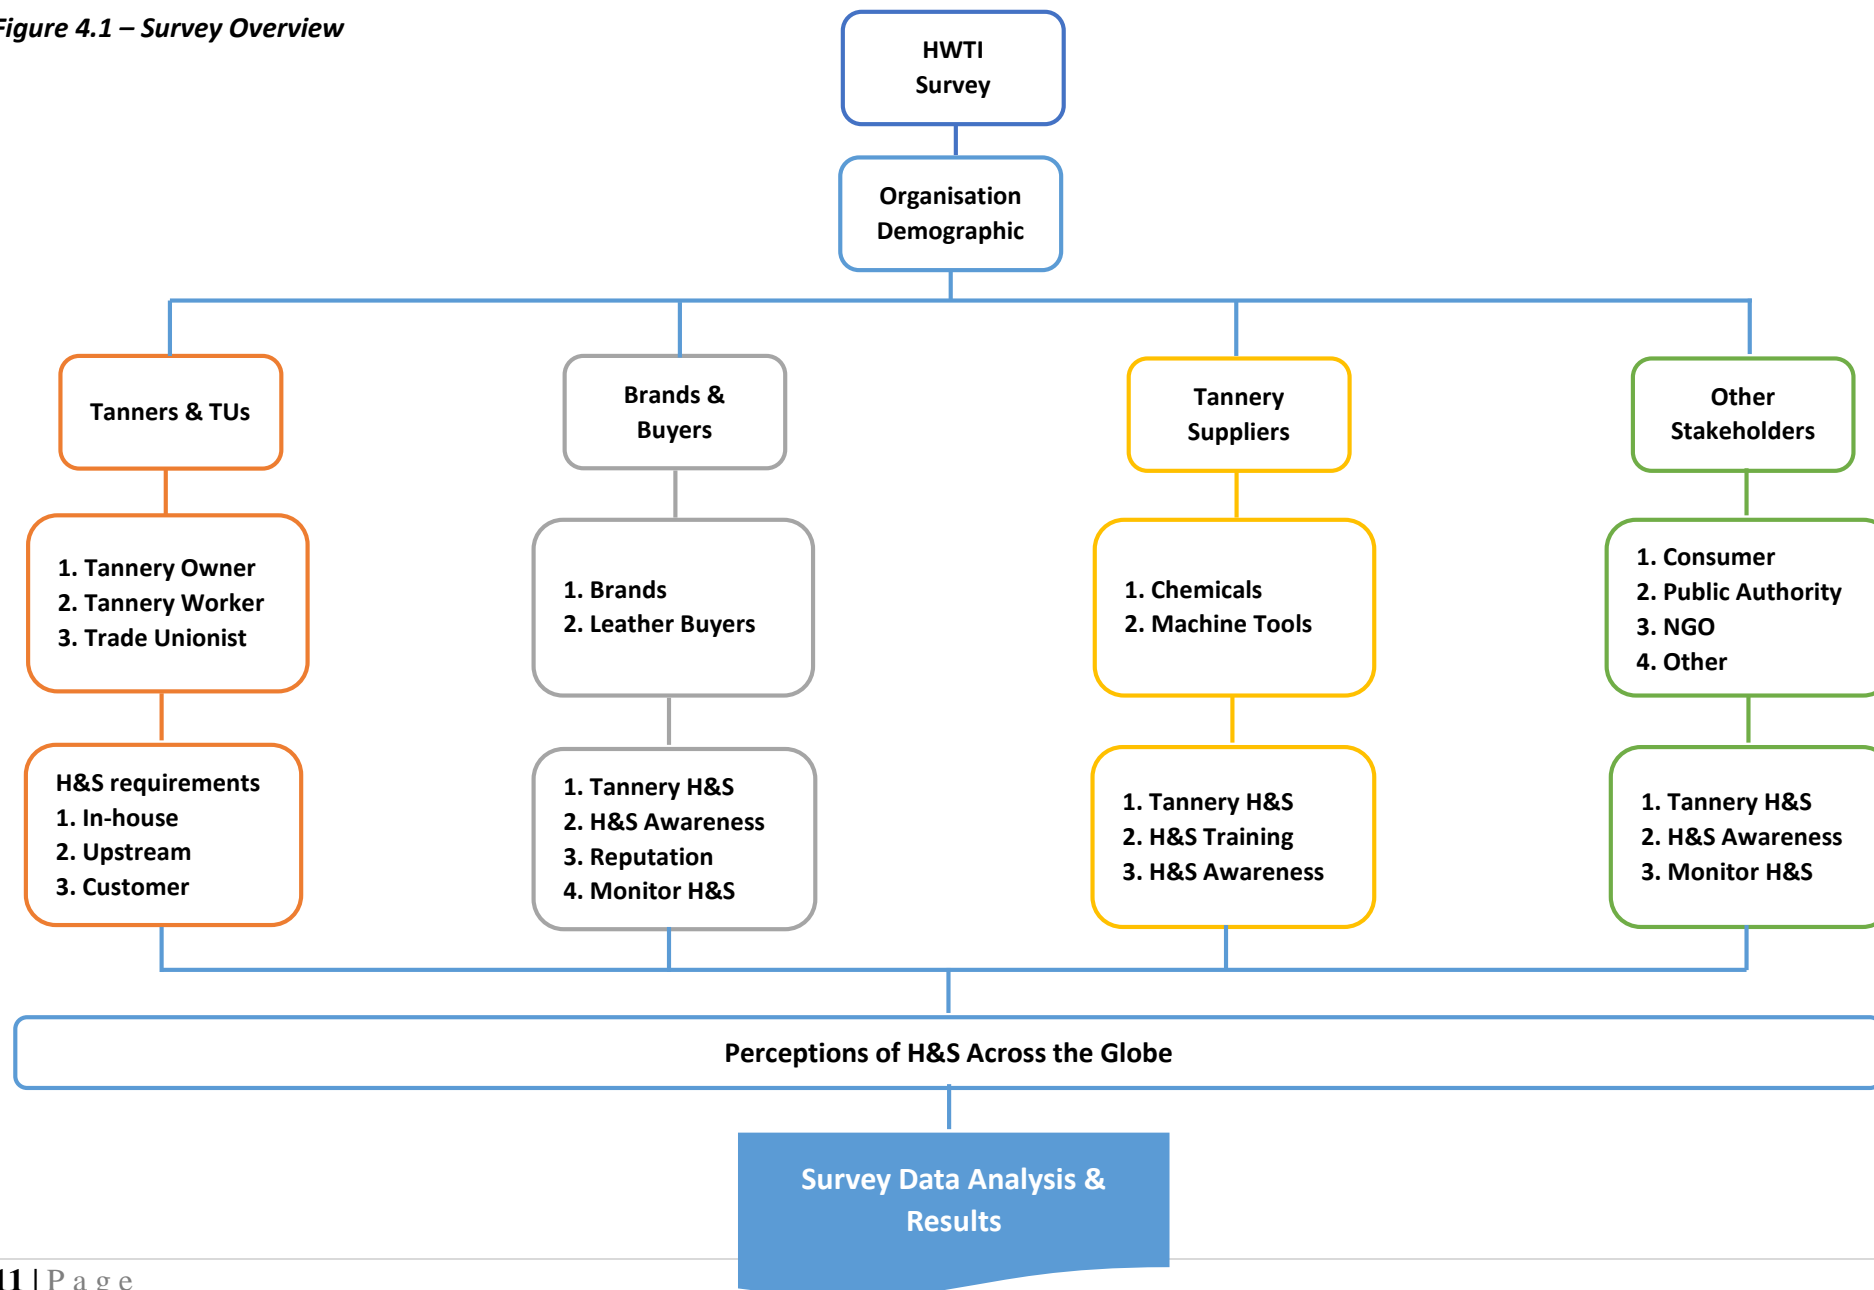 Figure 4.1 – Survey Overview
HWTI
Survey
Organisation
Demographic
Tanners & TUs
Brands &
Buyers
Tannery
Suppliers
Other
Stakeholders
1. Tannery Owner
2. Tannery Worker
3. Trade Unionist
1. Brands
2. Leather Buyers
1. Chemicals
2. Machine Tools
1. Consumer
2. Public Authority
3. NGO
4. Other
H&S requirements
1. In-house
2. Upstream
3. Customer
1. Tannery H&S
2. H&S Awareness
3. Reputation
4. Monitor H&S
1. Tannery H&S
2. H&S Training
3. H&S Awareness
1. Tannery H&S
2. H&S Awareness
3. Monitor H&S
Perceptions of H&S Across the Globe
Survey Data Analysis &
Results
11 | P a g e